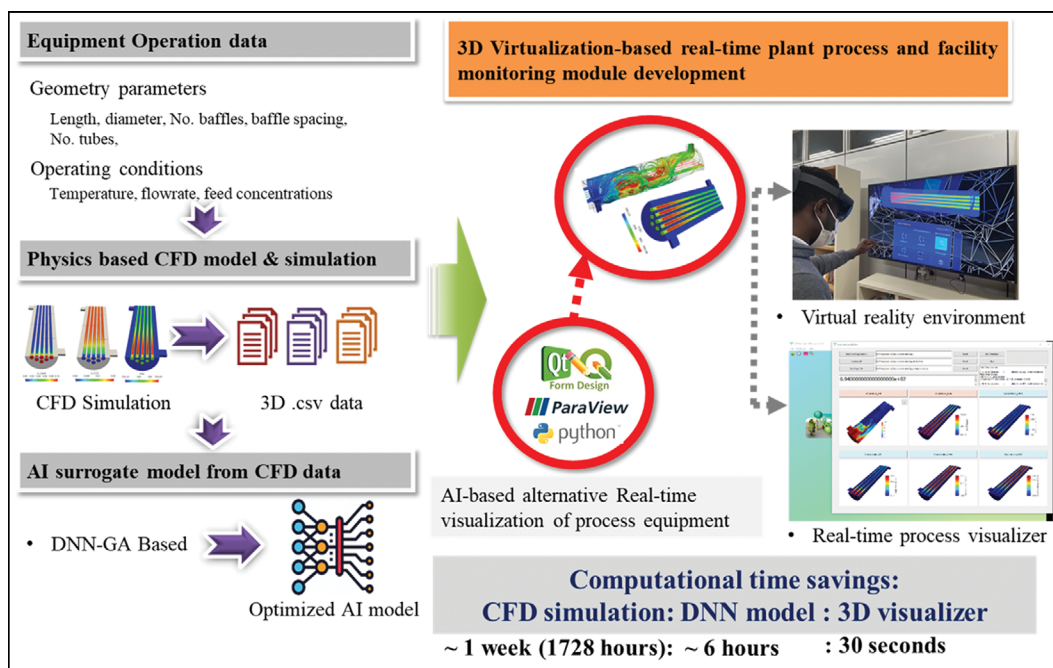 Equipment Operation data
Geometry parameters
Length, diameter, No. baffles, baffle spacing,
No. tubes,
Operating conditions
Temperature, flowrate, feed concentrations
Physics based CFD model & simulation
CFD Simulation
3D .csv data
AI surrogate model from CFD data
• DNN-GA Based
Optimized AI model
3D Virtualization-based real-time plant process and facility
monitoring module development
Qt
Form Design
ParaView
python™
AI-based alternative Real-time
visualization of process equipment
• Virtual reality environment
• Real-time process visualizer
Computational time savings:
CFD simulation: DNN model : 3D visualizer
~ 1 week (1728 hours): ~ 6 hours : 30 seconds